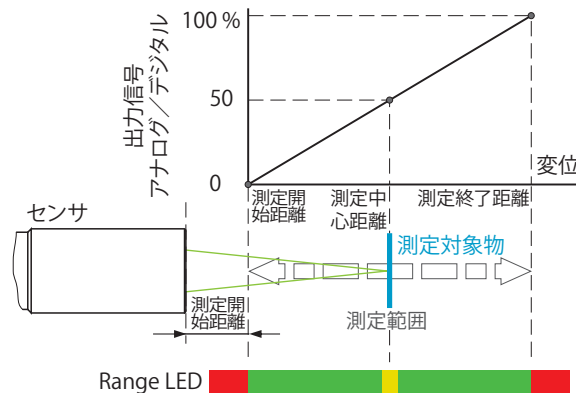 100 %
50
0
出力信号
アナログ／デジタル
変位
測定開
始距離
測定中
心距離
測定終了距離
センサ
測定対象物
測定開
始距離
測定範囲
Range LED